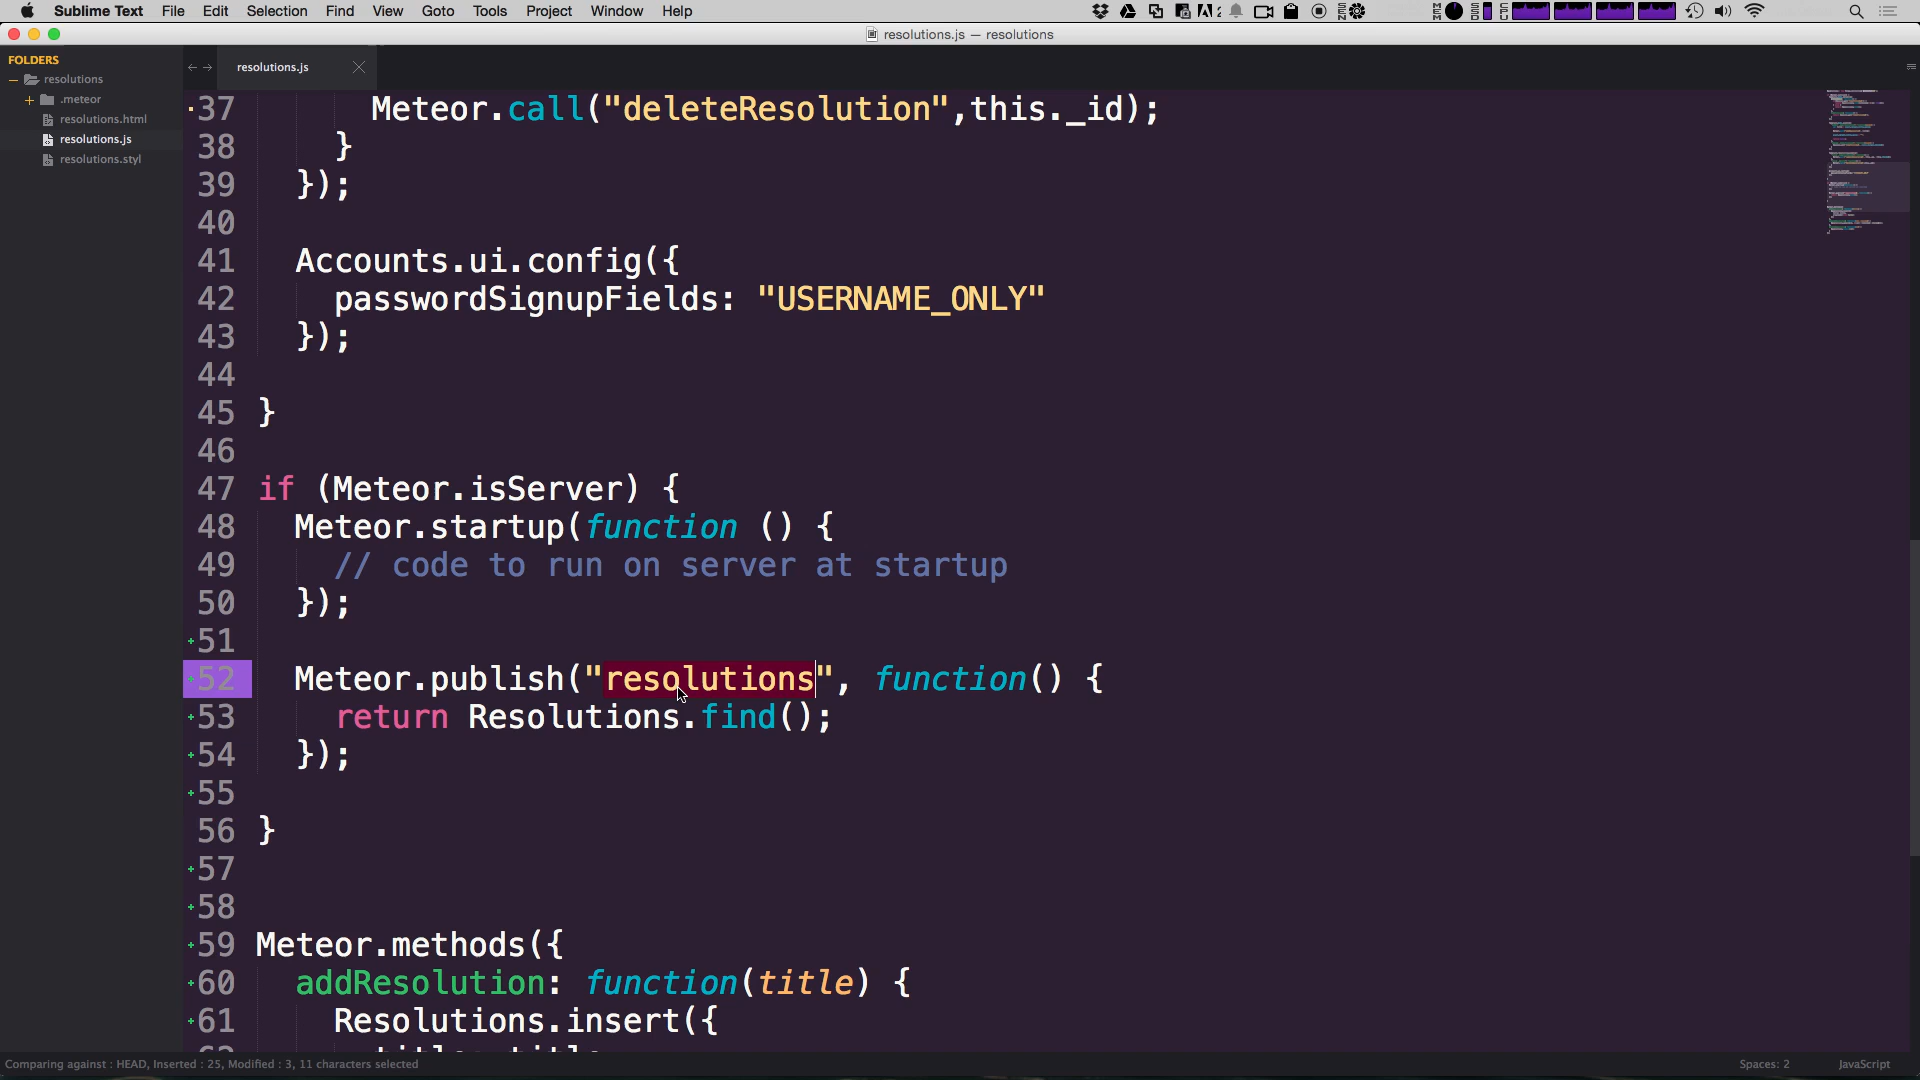 Sublime Text File Edit Selection Find View Goto Tools Project Window Help
resolutions.js — resolutions
FOLDERS
resolutions
.meteor
resolutions.html
resolutions.js
resolutions.styl
resolutions.js
37 Meteor.call("deleteResolution",this._id);
38 }
39 });
40
41 Accounts.ui.config({
42 passwordSignupFields: "USERNAME_ONLY"
43 });
44
45 }
46
47 if (Meteor.isServer) {
48 Meteor.startup(function () {
49 // code to run on server at startup
50 });
51
52 Meteor.publish("resolutions", function() {
53 return Resolutions.find();
54 });
55
56 }
57
58
59 Meteor.methods({
60 addResolution: function(title) {
61 Resolutions.insert({
Comparing against : HEAD, Inserted : 25, Modified : 3, 11 characters selected
Spaces: 2 JavaScript